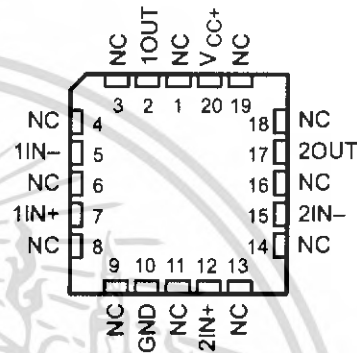 NC 1OUT NC VCC+ NC
3 2 1 20 19
NC 4 18 NC
1IN– 5 17 2OUT
NC 6 16 NC
1IN+ 7 15 2IN–
NC 8 14 NC
9 10 11 12 13
NC GND NC 2IN+ NC